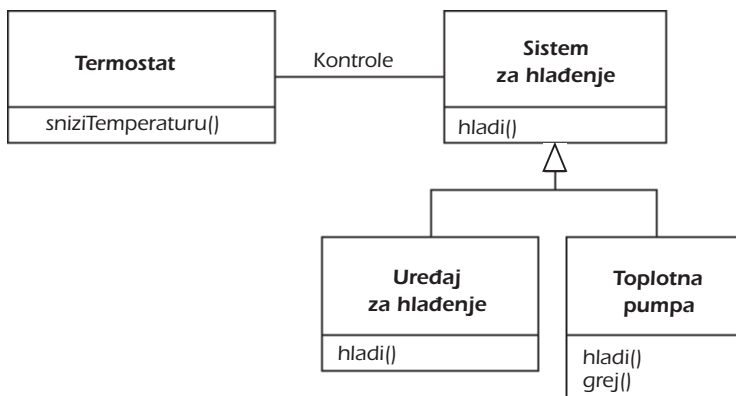 Termostat
Kontrole
Sistem
za hlađenje
sniziTemperaturu()
hladi()
Uređaj
za hlađenje
hladi()
Toplotna
pumpa
hladi()
grej()